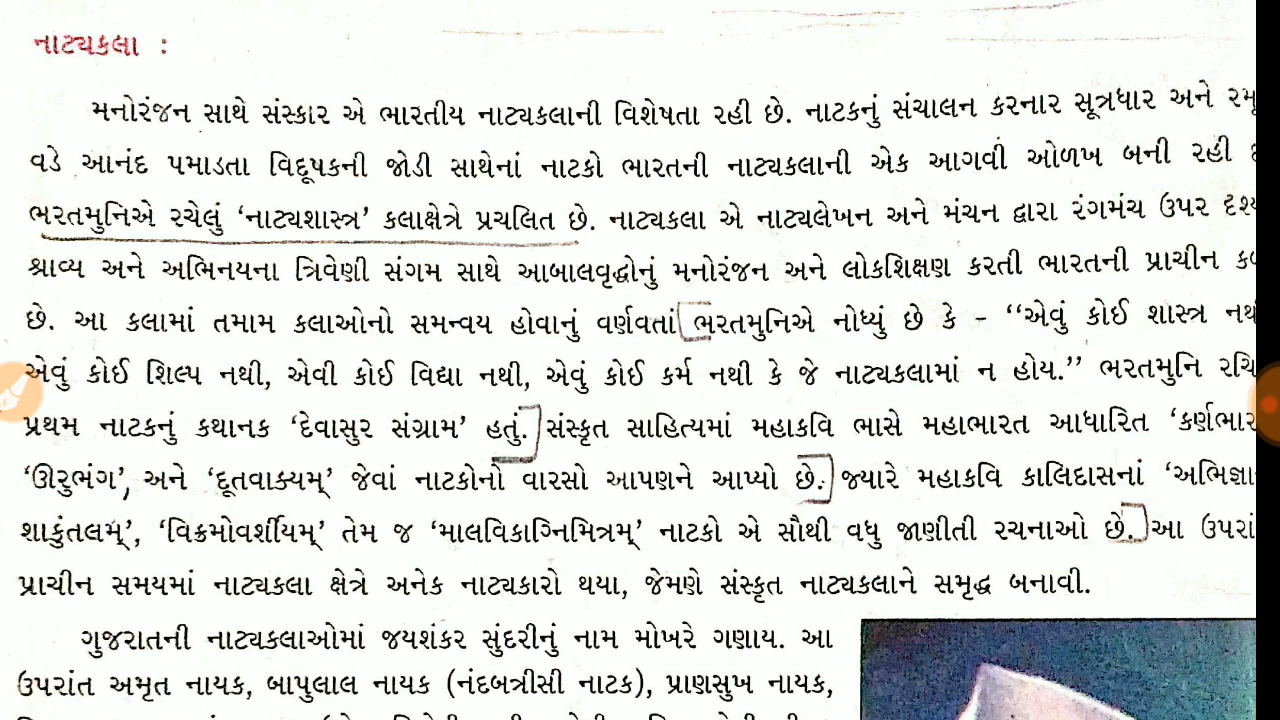 નાટ્યકલા :
મનોરંજન સાથે સંસ્કાર એ ભારતીય નાટ્યકલાની વિશેષતા રહી છે. નાટકનું સંચાલન કરનાર સૂત્રધાર અને
વડે આનંદ પમાડતા વિદૂષકની જોડી સાથેનાં નાટકો ભારતની નાટ્યકલાની એક આગવી ઓળખ બની રહી
ભરતમુનિએ રચેલું ‘નાટ્યશાસ્ત્ર’ કલાક્ષેત્રે પ્રચલિત છે. નાટ્યકલા એ નાટ્યલેખન અને મંચન દ્વારા રંગમંચ ઉપર
શ્રાવ્ય અને અભિનયના ત્રિવેણી સંગમ સાથે આબાલવૃદ્ધોનું મનોરંજન અને લોકશિક્ષણ કરતી ભારતની પ્રાચીન
છે. આ કલામાં તમામ કલાઓનો સમન્વય હોવાનું વર્ણવતાં ભરતમુનિએ નોધ્યું છે કે - “એવું કોઈ શાસ્ત્ર
એવું કોઈ શિલ્પ નથી, એવી કોઈ વિદ્યા નથી, એવું કોઈ કર્મ નથી કે જે નાટ્યકલામાં ન હોય.” ભરતમુનિ
પ્રથમ નાટકનું કથાનક ‘દેવાસુર સંગ્રામ’ હતું. સંસ્કૃત સાહિત્યમાં મહાકવિ ભાસે મહાભારત આધારિત
‘ઊરુભંગ’, અને ‘દૂતવાક્યમ્’ જેવાં નાટકોનો વારસો આપણને આપ્યો છે. જ્યારે મહાકવિ કાલિદાસનાં
શાકુંતલમ્’, ‘વિક્રમોવર્શીયમ્’ તેમ જ ‘માલવિકાગ્નિમિત્રમ્’ નાટકો એ સૌથી વધુ જાણીતી રચનાઓ છે. આ
પ્રાચીન સમયમાં નાટ્યકલા ક્ષેત્રે અનેક નાટ્યકારો થયા, જેમણે સંસ્કૃત નાટ્યકલાને સમૃદ્ધ બનાવી.
ગુજરાતની નાટ્યકલાઓમાં જયશંકર સુંદરીનું નામ મોખરે ગણાય. આ
ઉપરાંત અમૃત નાયક, બાપુલાલ નાયક (નંદબત્રીસી નાટક), પ્રાણસુખ નાયક,